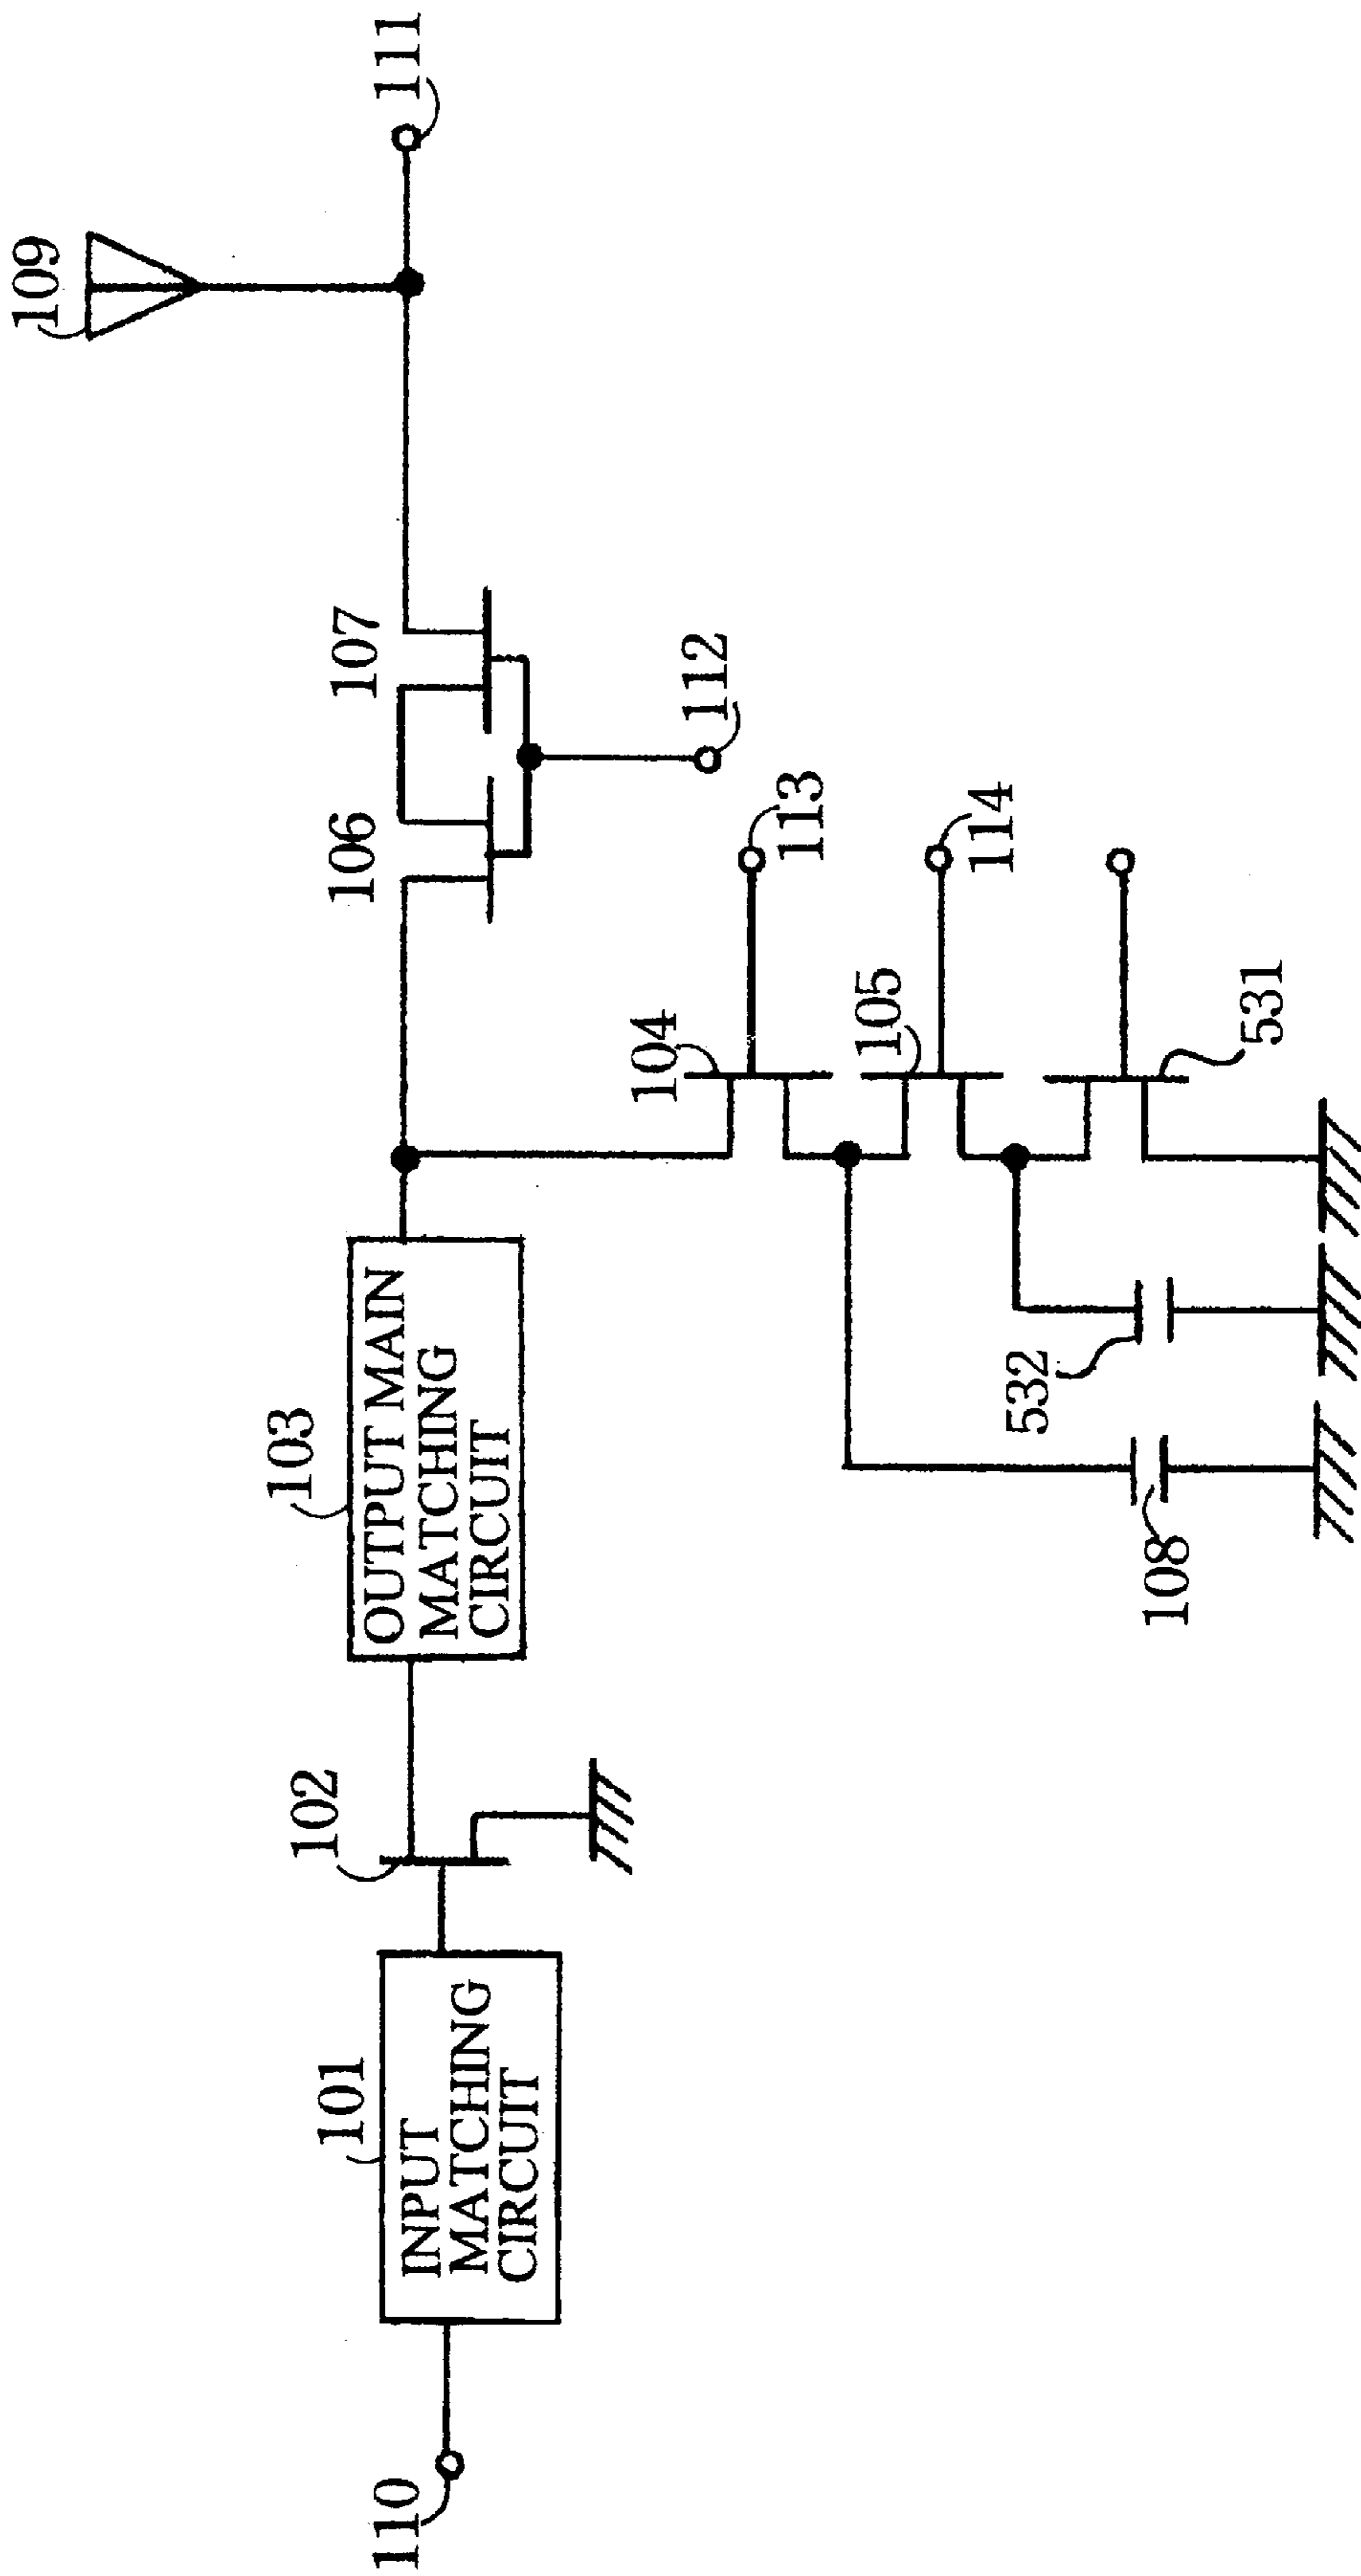 109
111
107
106
112
113
114
104
105
531
103
OUTPUT MAIN
MATCHING
CIRCUIT
532
108
102
101
INPUT
MATCHING
CIRCUIT
110